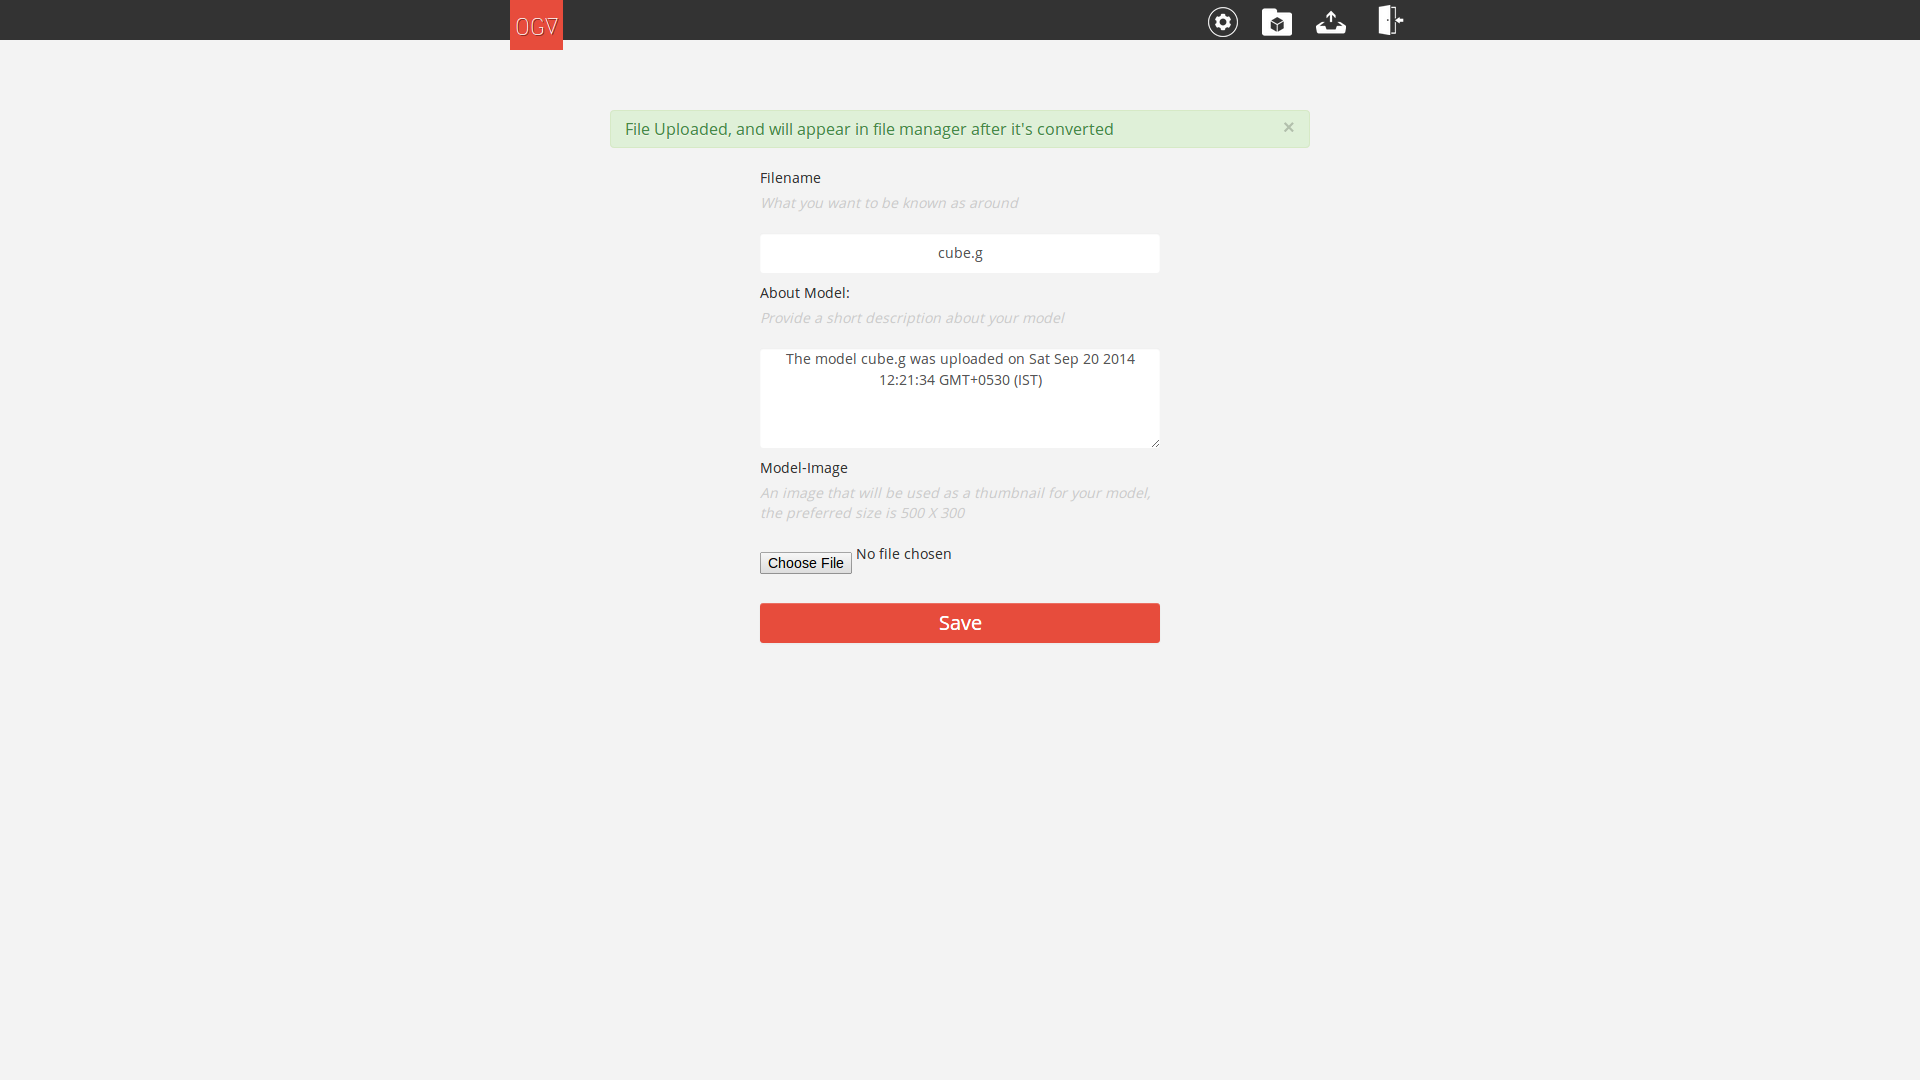 OGV
File Uploaded, and will appear in file manager after it's converted
×
Filename
What you want to be known as around
cube.g
About Model:
Provide a short description about your model
The model cube.g was uploaded on Sat Sep 20 2014
12:21:34 GMT+0530 (IST)
Model-Image
An image that will be used as a thumbnail for your model,
the preferred size is 500 X 300
Choose File No file chosen
Save